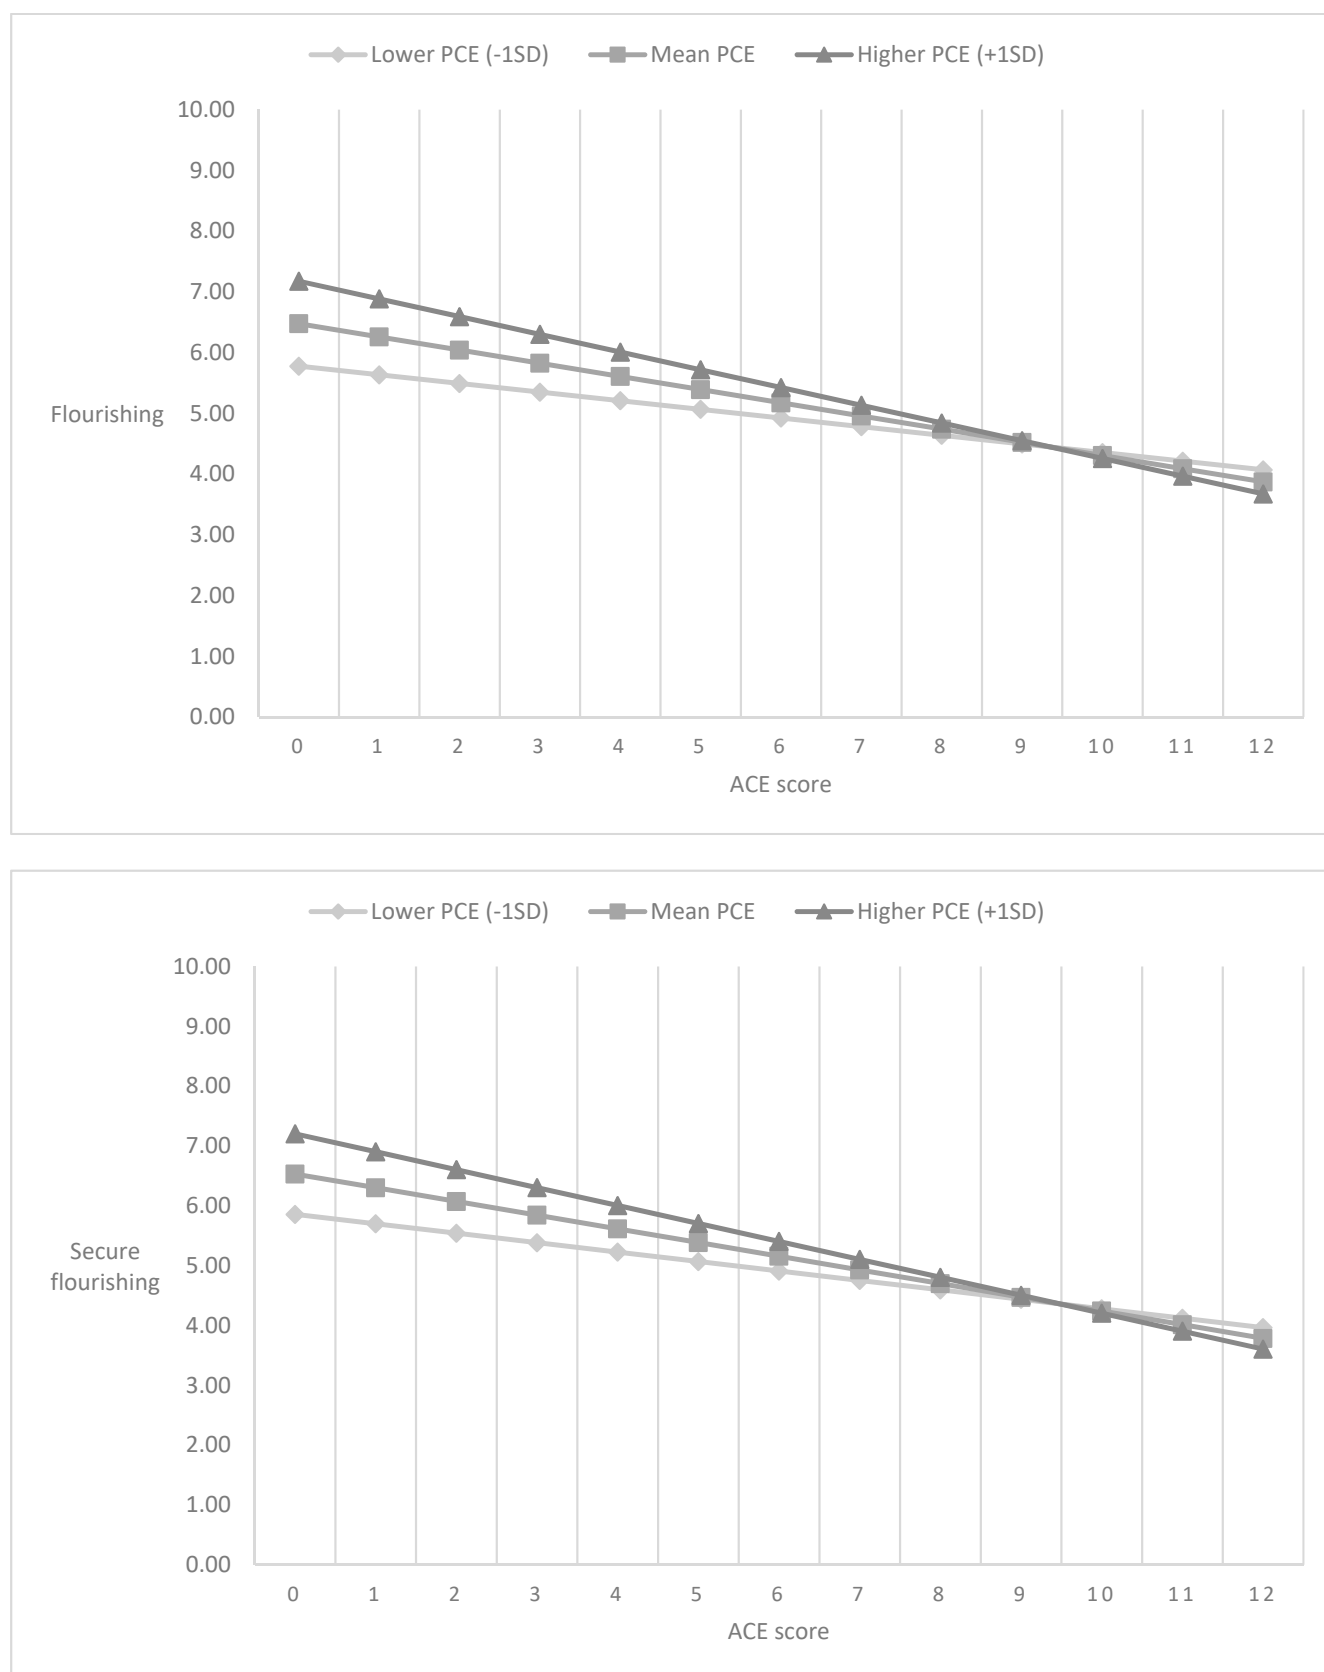 Lower PCE (-1SD) Mean PCE Higher PCE (+1SD)
10.00
9.00
8.00
7.00
6.00
5.00
4.00
3.00
2.00
1.00
0.00
Flourishing
0 1 2 3 4 5 6 7 8 9 10 11 12
ACE score
Lower PCE (-1SD) Mean PCE Higher PCE (+1SD)
10.00
9.00
8.00
7.00
6.00
5.00
4.00
3.00
2.00
1.00
0.00
Secure
flourishing
0 1 2 3 4 5 6 7 8 9 10 11 12
ACE score